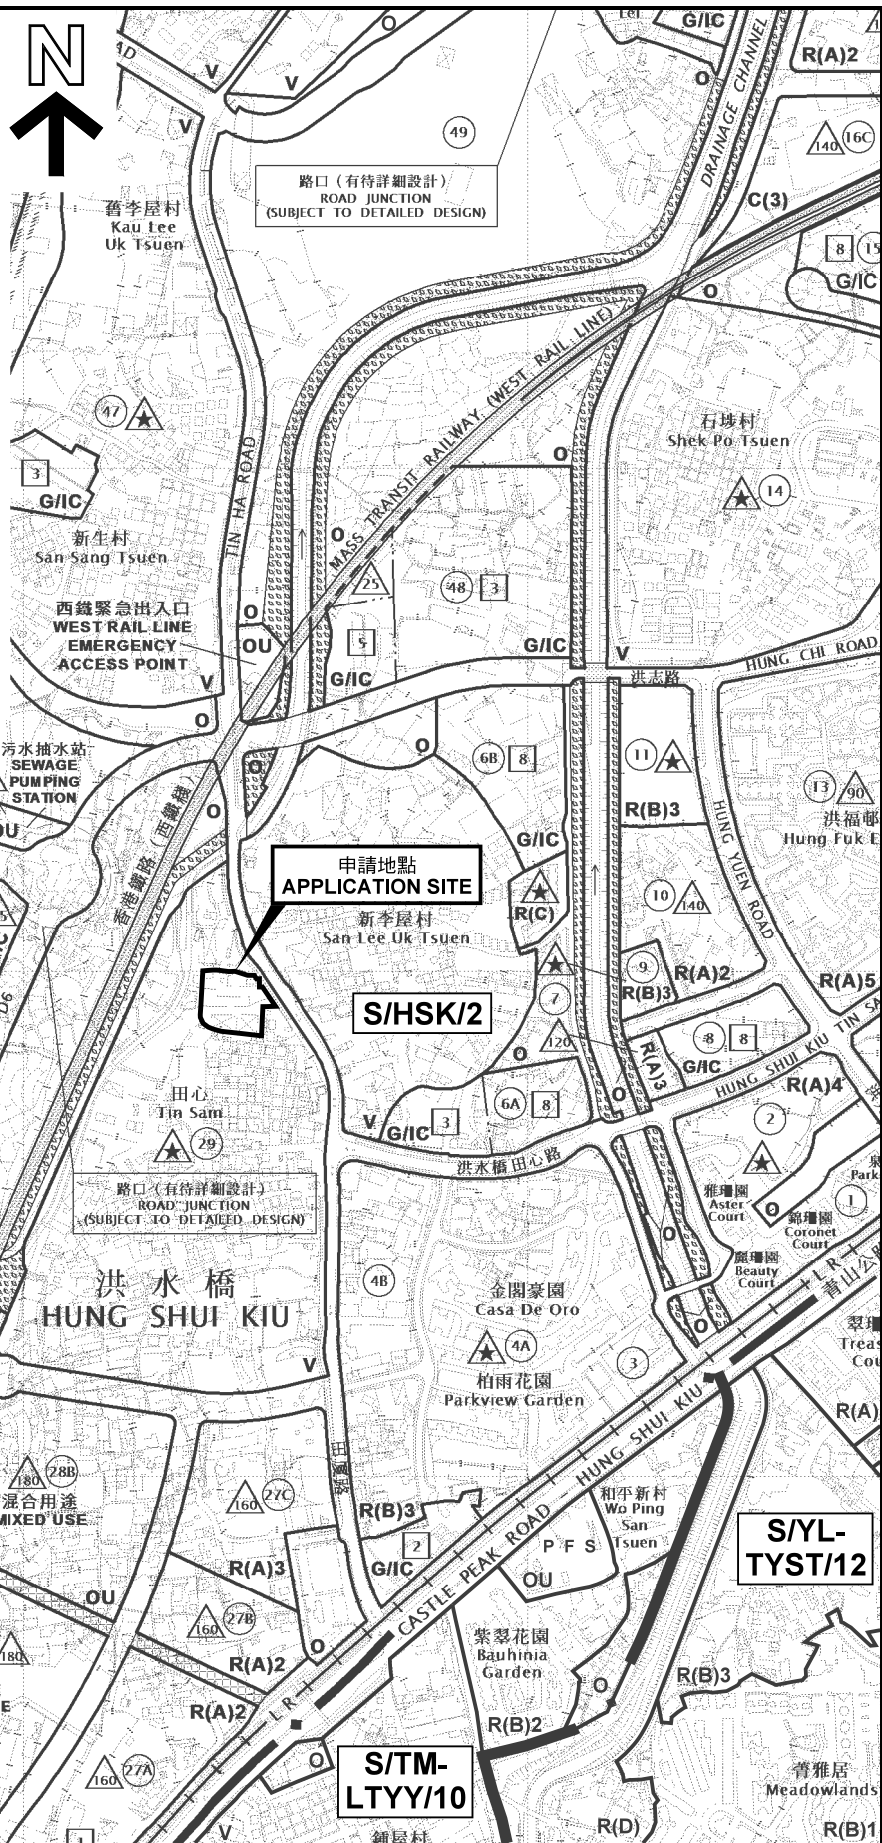 N
G/IC
O
R(A)2
V
V
O
V
DRAINAGE CHANNEL
49
140
16C
路口（有待詳細設計）
ROAD JUNCTION
(SUBJECT TO DETAILED DESIGN)
C(3)
舊李屋村
Kau Lee
Uk Tsuen
8
15
G/IC
O
MASS TRANSIT RAILWAY (WEST RAIL LINE)
47
石埗村
Shek Po Tsuen
TIN HA ROAD
3
G/IC
O
14
新生村
San Sang Tsuen
O
25
48
3
西鐵緊急出入口
WEST RAIL LINE
EMERGENCY
ACCESS POINT
O
OU
5
G/IC
G/IC
V
HUNG CHI ROAD
洪志路
V
O
污水抽水站
SEWAGE
PUMPING
STATION
OU
O
O
O
6B
8
11
R(B)3
13
90
洪福邨
Hung Fuk E
HUNG YUEN ROAD
香港鐵路（西鐵綫）
G/IC
申請地點
APPLICATION SITE
R(C)
10
140
新李屋村
San Lee Uk Tsuen
9
R(B)3
R(A)2
R(A)5
S/HSK/2
7
120
O
R(A)3
8
8
G/IC
HUNG SHUI KIU TIN SA
R(A)4
田心
Tin Sam
29
V
G/IC
3
6A
8
O
2
洪水橋田心路
路口（有待詳細設計）
ROAD JUNCTION
(SUBJECT TO DETAILED DESIGN)
雅珊園
Aster
Court
O
錦珊園
Coronet
Court
1
Park
麗珊園
Beauty
Court
O
LR
青山公路
洪水橋
HUNG SHUI KIU
4B
金閣豪園
Casa De Oro
4A
柏雨花園
Parkview Garden
3
O
Treas
Cou
V
R(A)
180
28B
混合用途
MIXED USE
160
27C
R(B)3
2
G/IC
CASTLE PEAK ROAD - HUNG SHUI KIU
和平新村
Wo Ping
San
Tsuen
P F S
OU
S/YL-
TYST/12
R(A)3
OU
160
27B
O
R(A)2
180
紫翠花園
Bauhinia
Garden
O
R(B)3
R(A)2
LR
R(B)2
160
27A
O
S/TM-
LTYY/10
菁雅居
Meadowlands
V
鍾屋村
R(D)
R(B)1